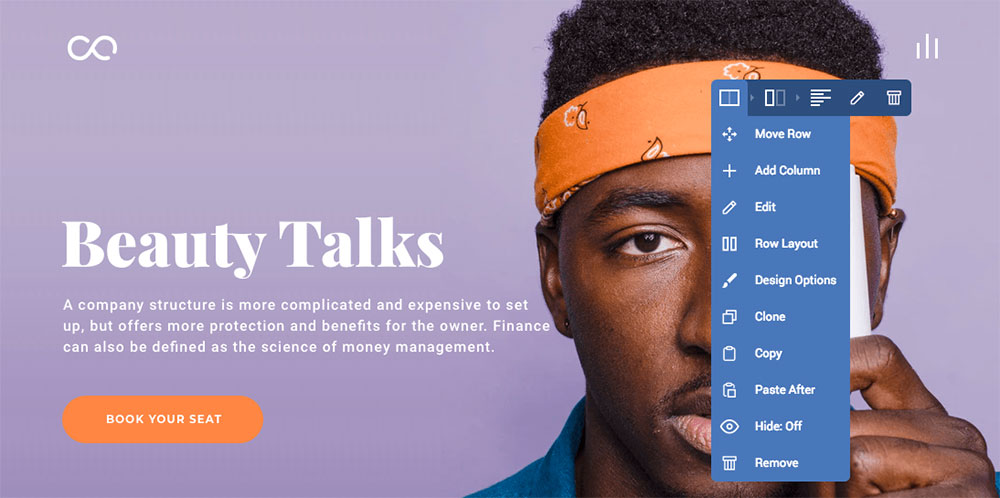 Beauty Talks
A company structure is more complicated and expensive to set
up, but offers more protection and benefits for the owner. Finance
can also be defined as the science of money management.
BOOK YOUR SEAT
Move Row
Add Column
Edit
Row Layout
Design Options
Clone
Copy
Paste After
Hide: Off
Remove